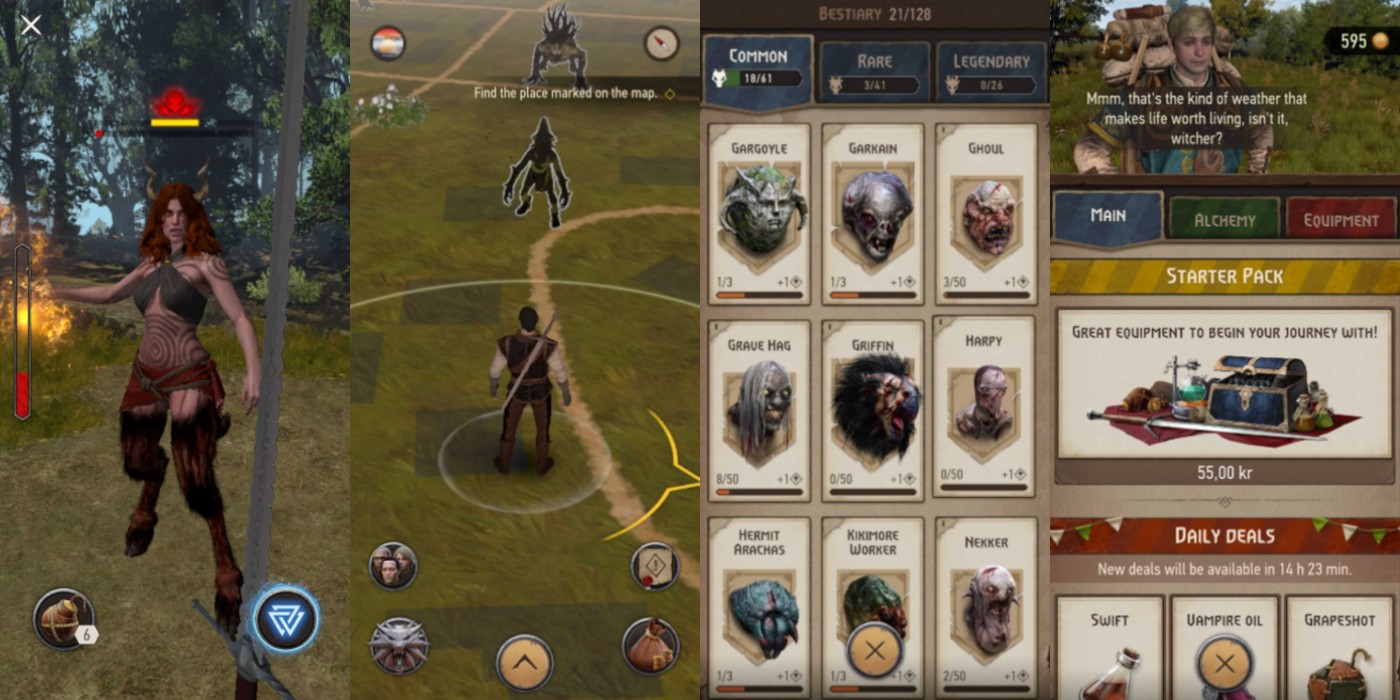 6
Find the place marked on the map.
BESTIARY 21/128
COMMON
18/61
RARE
3/41
LEGENDARY
0/26
GARGOYLE
1/3
+1
GARKAIN
1/3
+1
GHOUL
3/50
+1
GRAVE HAG
8/50
+1
GRIFFIN
0/50
+1
HARPY
0/50
+1
HERMIT
ARACHAS
1/3
+1
KIKIMORE
WORKER
1/3
+1
NEKKER
2/50
+1
595
Mmm, that's the kind of weather that
makes life worth living, isn't it,
witcher?
MAIN
ALCHEMY
EQUIPMENT
STARTER PACK
GREAT EQUIPMENT TO BEGIN YOUR JOURNEY WITH!
55,00 kr
DAILY DEALS
New deals will be available in 14 h 23 min.
SWIFT
VAMPIRE OIL
GRAPESHOT